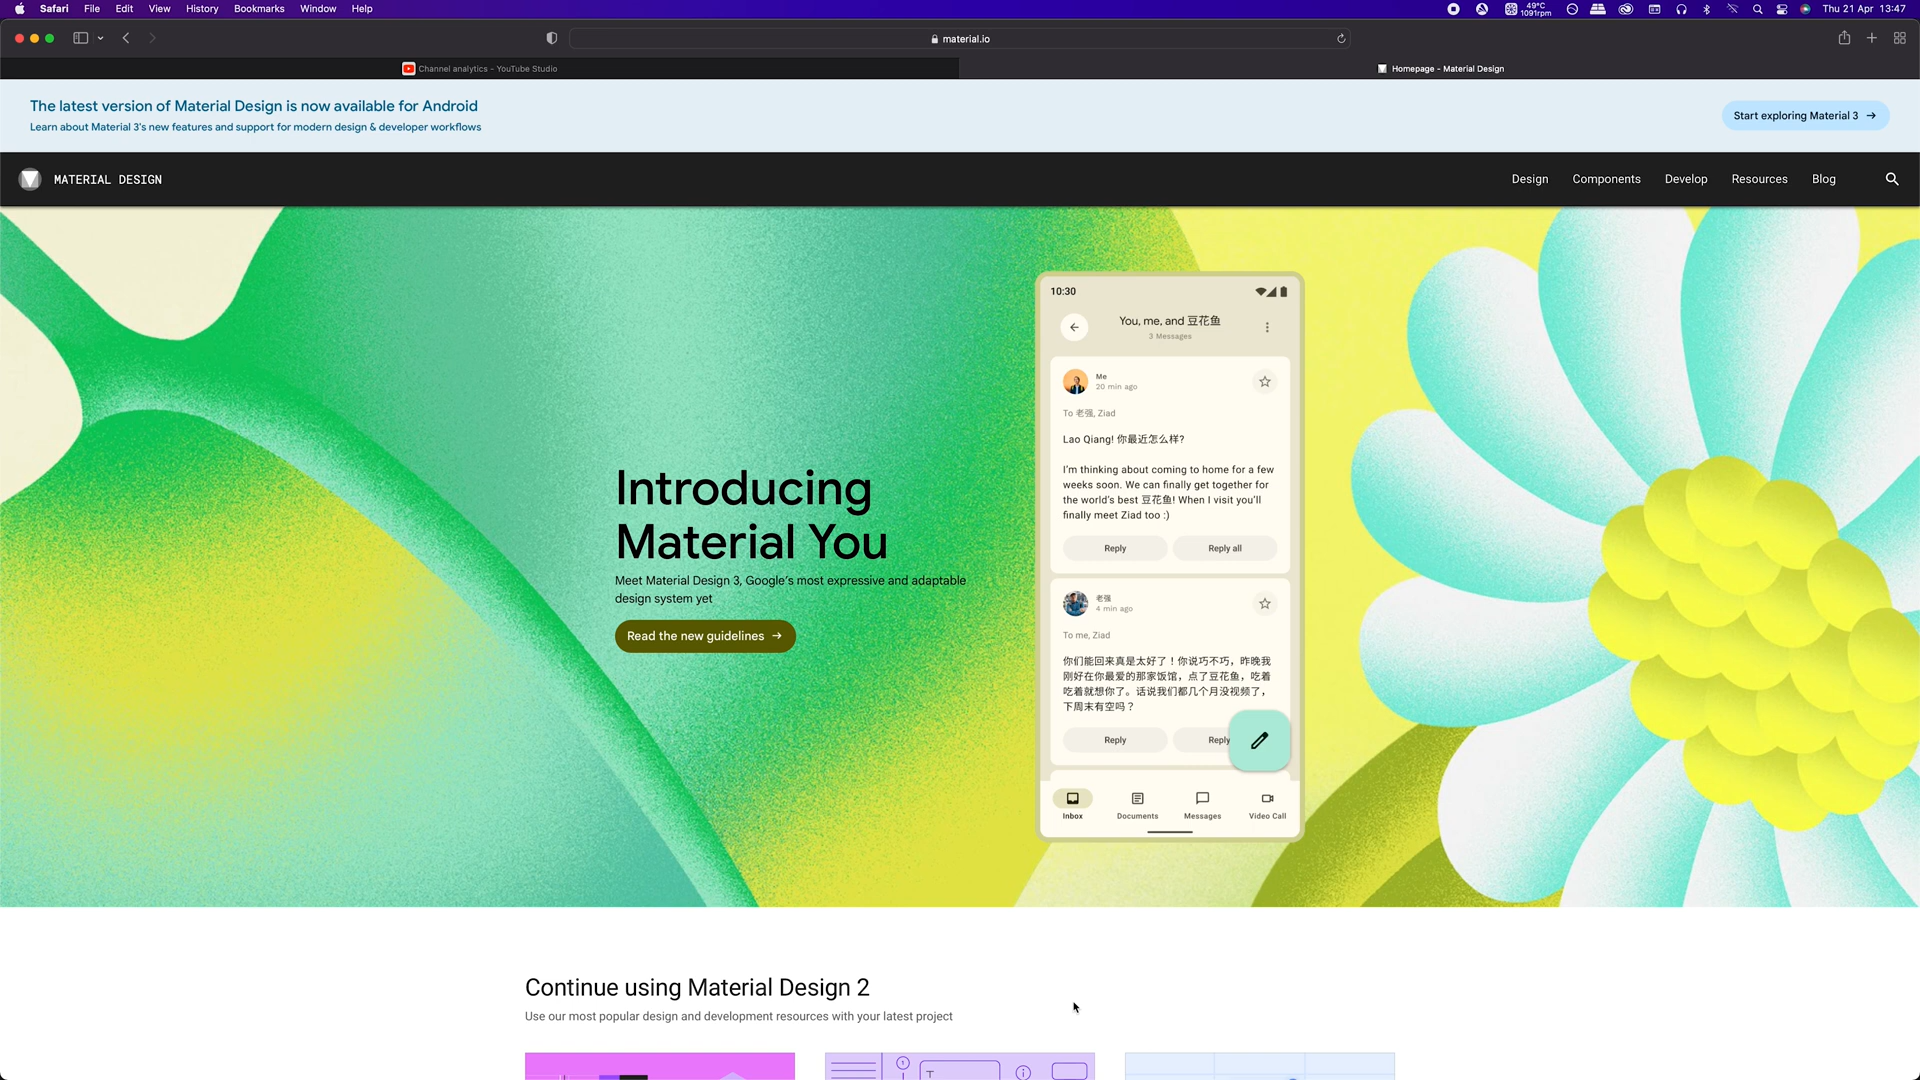 Safari File Edit View History Bookmarks Window Help
49°C
1091rpm
Thu 21 Apr 13:47
material.io
Channel analytics - YouTube Studio
Homepage - Material Design
The latest version of Material Design is now available for Android
Learn about Material 3's new features and support for modern design & developer workflows
Start exploring Material 3 →
MATERIAL DESIGN
Design Components Develop Resources Blog
Introducing
Material You
Meet Material Design 3, Google's most expressive and adaptable
design system yet
Read the new guidelines →
10:30
You, me, and 豆花鱼
3 Messages
Me
20 min ago
To 老强, Ziad
Lao Qiang! 你最近怎么样?
I'm thinking about coming to home for a few
weeks soon. We can finally get together for
the world's best 豆花鱼! When I visit you'll
finally meet Ziad too :)
Reply Reply all
老强
4 min ago
To me, Ziad
你们能回来真是太好了！你说巧不巧，昨晚我
刚好在你最爱的那家饭馆，点了豆花鱼，吃着
吃着就想你了。话说我们都几个月没视频了，
下周末有空吗？
Reply Reply
Inbox Documents Messages Video Call
Continue using Material Design 2
Use our most popular design and development resources with your latest project
1
T